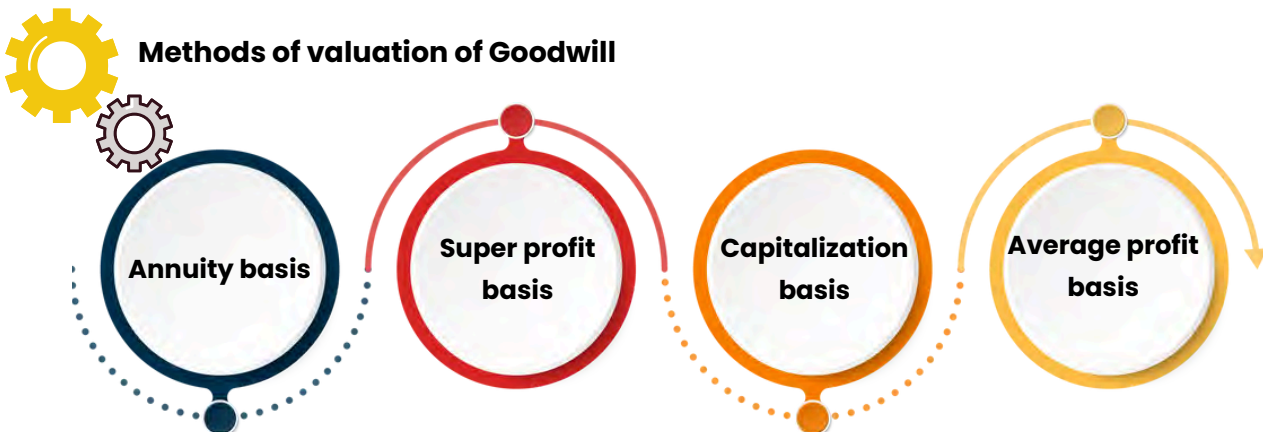 Methods of valuation of Goodwill
Annuity basis
Super profit
basis
Capitalization
basis
Average profit
basis